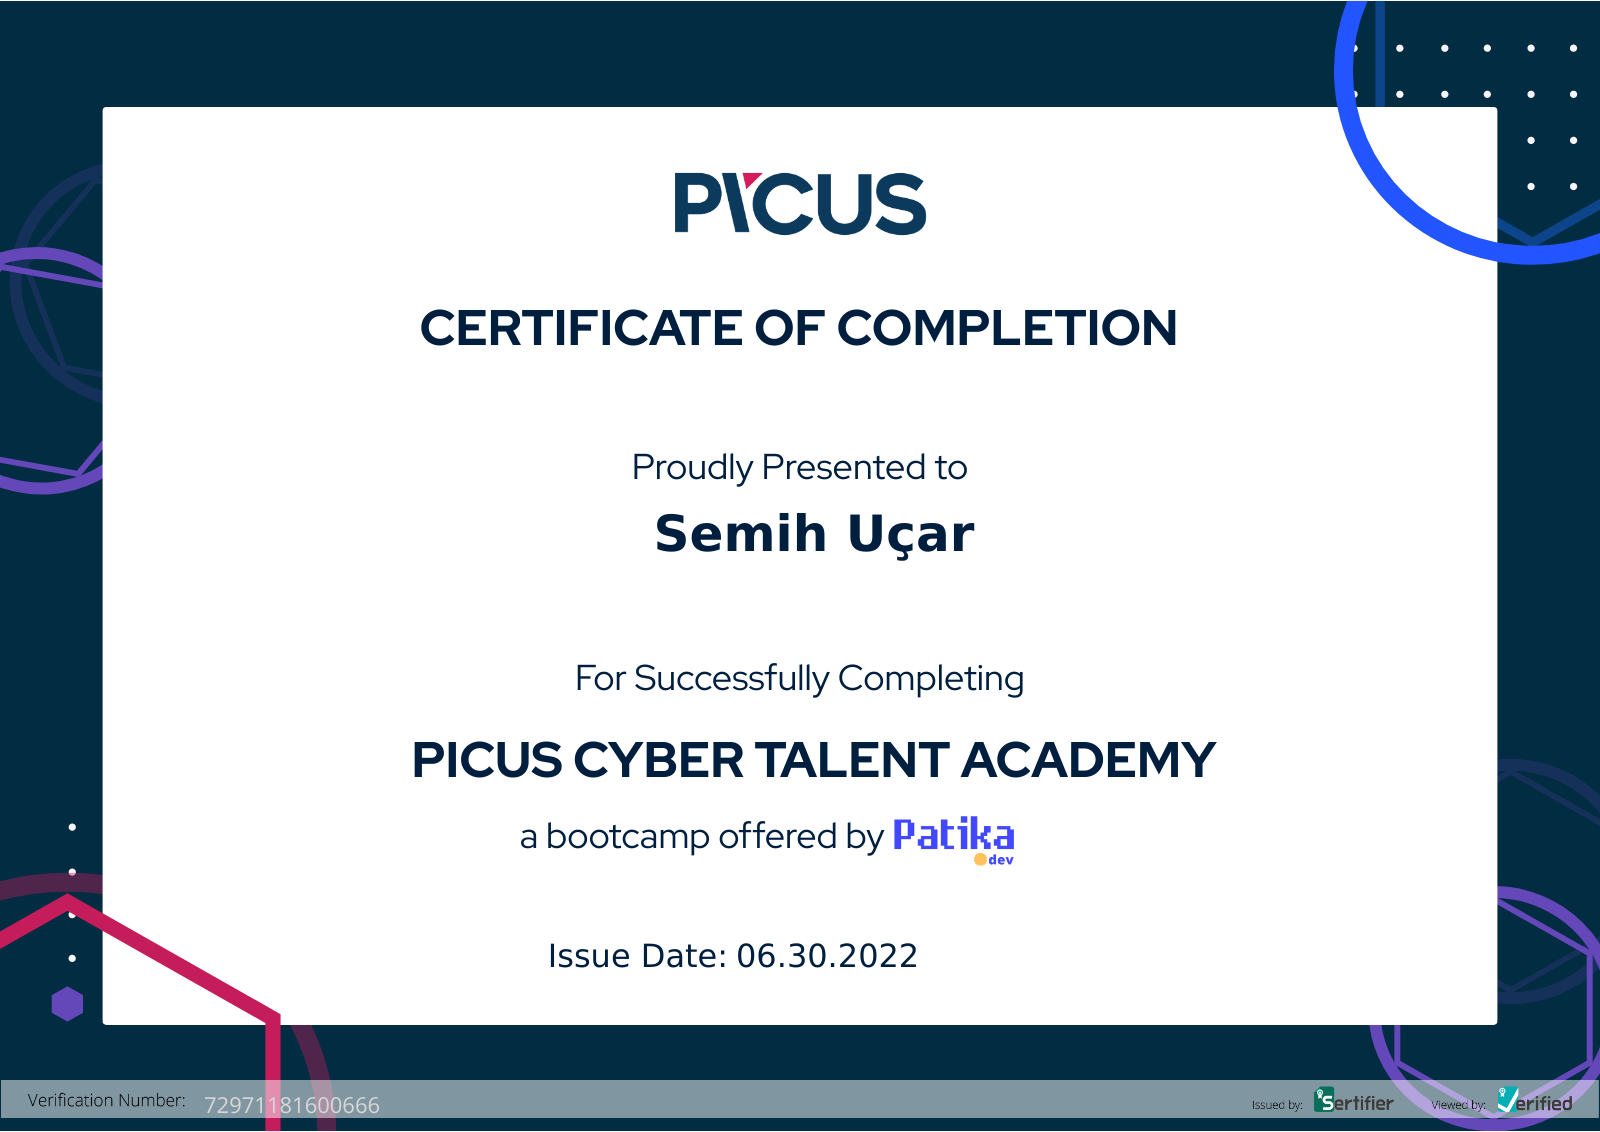 PICUS
CERTIFICATE OF COMPLETION
Proudly Presented to
Semih Uçar
For Successfully Completing
PICUS CYBER TALENT ACADEMY
a bootcamp offered by Patika
dev
Issue Date: 06.30.2022
Verification Number: 72971181600666
Issued by: Sertifier Viewed by: Verified